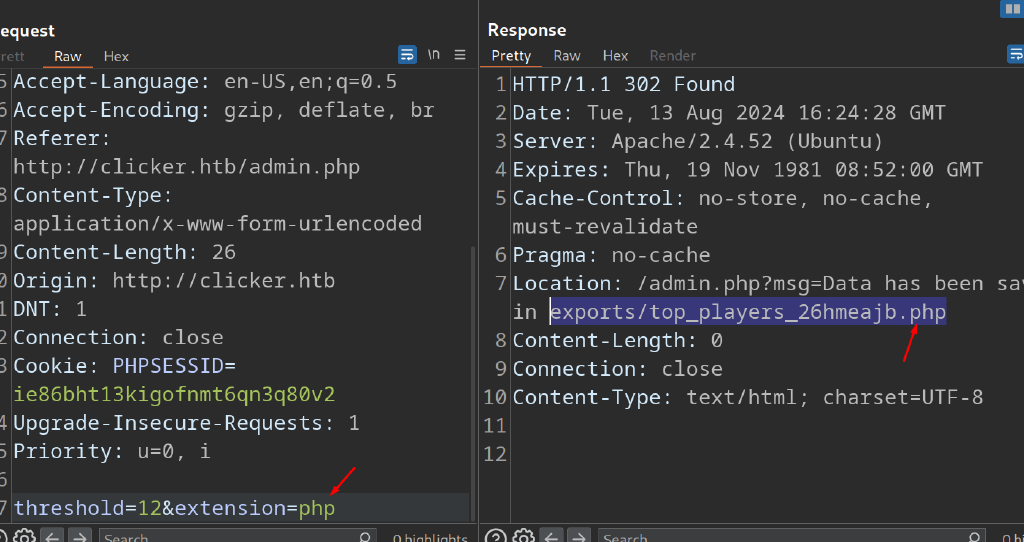 equest
Raw
Hex
\n
5 Accept-Language: en-US,en;q=0.5
6 Accept-Encoding: gzip, deflate, br
7 Referer:
http://clicker.htb/admin.php
8 Content-Type:
application/x-www-form-urlencoded
9 Content-Length: 26
0 Origin: http://clicker.htb
1 DNT: 1
2 Connection: close
3 Cookie: PHPSESSID=
ie86bht13kigofnmt6qn3q80v2
4 Upgrade-Insecure-Requests: 1
5 Priority: u=0, i
6
7 threshold=12&extension=php
Search
0 highlights
Response
Pretty
Raw
Hex
Render
1 HTTP/1.1 302 Found
2 Date: Tue, 13 Aug 2024 16:24:28 GMT
3 Server: Apache/2.4.52 (Ubuntu)
4 Expires: Thu, 19 Nov 1981 08:52:00 GMT
5 Cache-Control: no-store, no-cache,
must-revalidate
6 Pragma: no-cache
7 Location: /admin.php?msg=Data has been sav
in exports/top_players_26hmeajb.php
8 Content-Length: 0
9 Connection: close
10 Content-Type: text/html; charset=UTF-8
11
12
Search